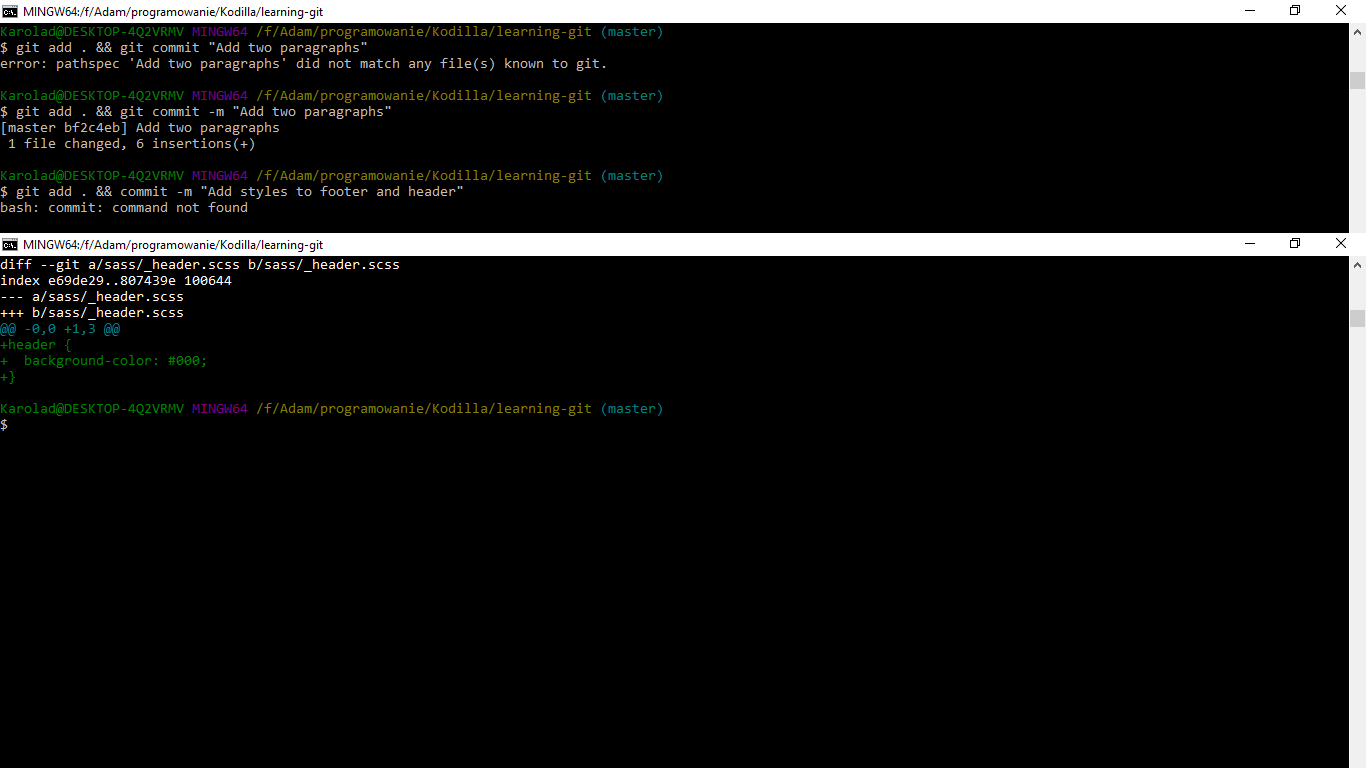 MINGW64:/f/Adam/programowanie/Kodilla/learning-git
Karolad@DESKTOP-4Q2VRMV MINGW64 /f/Adam/programowanie/Kodilla/learning-git (master)
$ git add . && git commit "Add two paragraphs"
error: pathspec 'Add two paragraphs' did not match any file(s) known to git.
Karolad@DESKTOP-4Q2VRMV MINGW64 /f/Adam/programowanie/Kodilla/learning-git (master)
$ git add . && git commit -m "Add two paragraphs"
[master bf2c4eb] Add two paragraphs
 1 file changed, 6 insertions(+)
Karolad@DESKTOP-4Q2VRMV MINGW64 /f/Adam/programowanie/Kodilla/learning-git (master)
$ git add . && commit -m "Add styles to footer and header"
bash: commit: command not found
MINGW64:/f/Adam/programowanie/Kodilla/learning-git
diff --git a/sass/_header.scss b/sass/_header.scss
index e69de29..807439e 100644
--- a/sass/_header.scss
+++ b/sass/_header.scss
@@ -0,0 +1,3 @@
+header {
+  background-color: #000;
+}
Karolad@DESKTOP-4Q2VRMV MINGW64 /f/Adam/programowanie/Kodilla/learning-git (master)
$